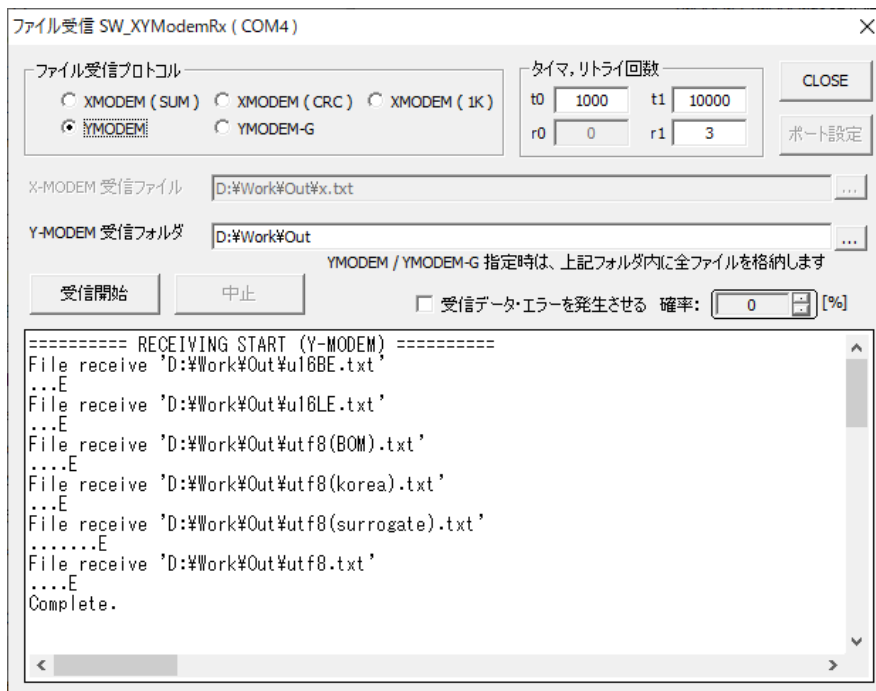 ファイル受信 SW_XYModemRx ( COM4 )
ファイル受信プロトコル
XMODEM ( SUM ) XMODEM ( CRC ) XMODEM ( 1K )
YMODEM YMODEM-G
タイマ, リトライ回数
t0 1000 t1 10000
r0 0 r1 3
CLOSE
ポート設定
X-MODEM 受信ファイル D:¥Work¥Out¥x.txt ...
Y-MODEM 受信フォルダ D:¥Work¥Out ...
YMODEM / YMODEM-G 指定時は、上記フォルダ内に全ファイルを格納します
受信開始 中止 受信データ・エラーを発生させる 確率: 0 [%]
========== RECEIVING START (Y-MODEM) ==========
File receive 'D:¥Work¥Out¥u16BE.txt'
...E
File receive 'D:¥Work¥Out¥u16LE.txt'
...E
File receive 'D:¥Work¥Out¥utf8(BOM).txt'
....E
File receive 'D:¥Work¥Out¥utf8(korea).txt'
...E
File receive 'D:¥Work¥Out¥utf8(surrogate).txt'
.......E
File receive 'D:¥Work¥Out¥utf8.txt'
....E
Complete.